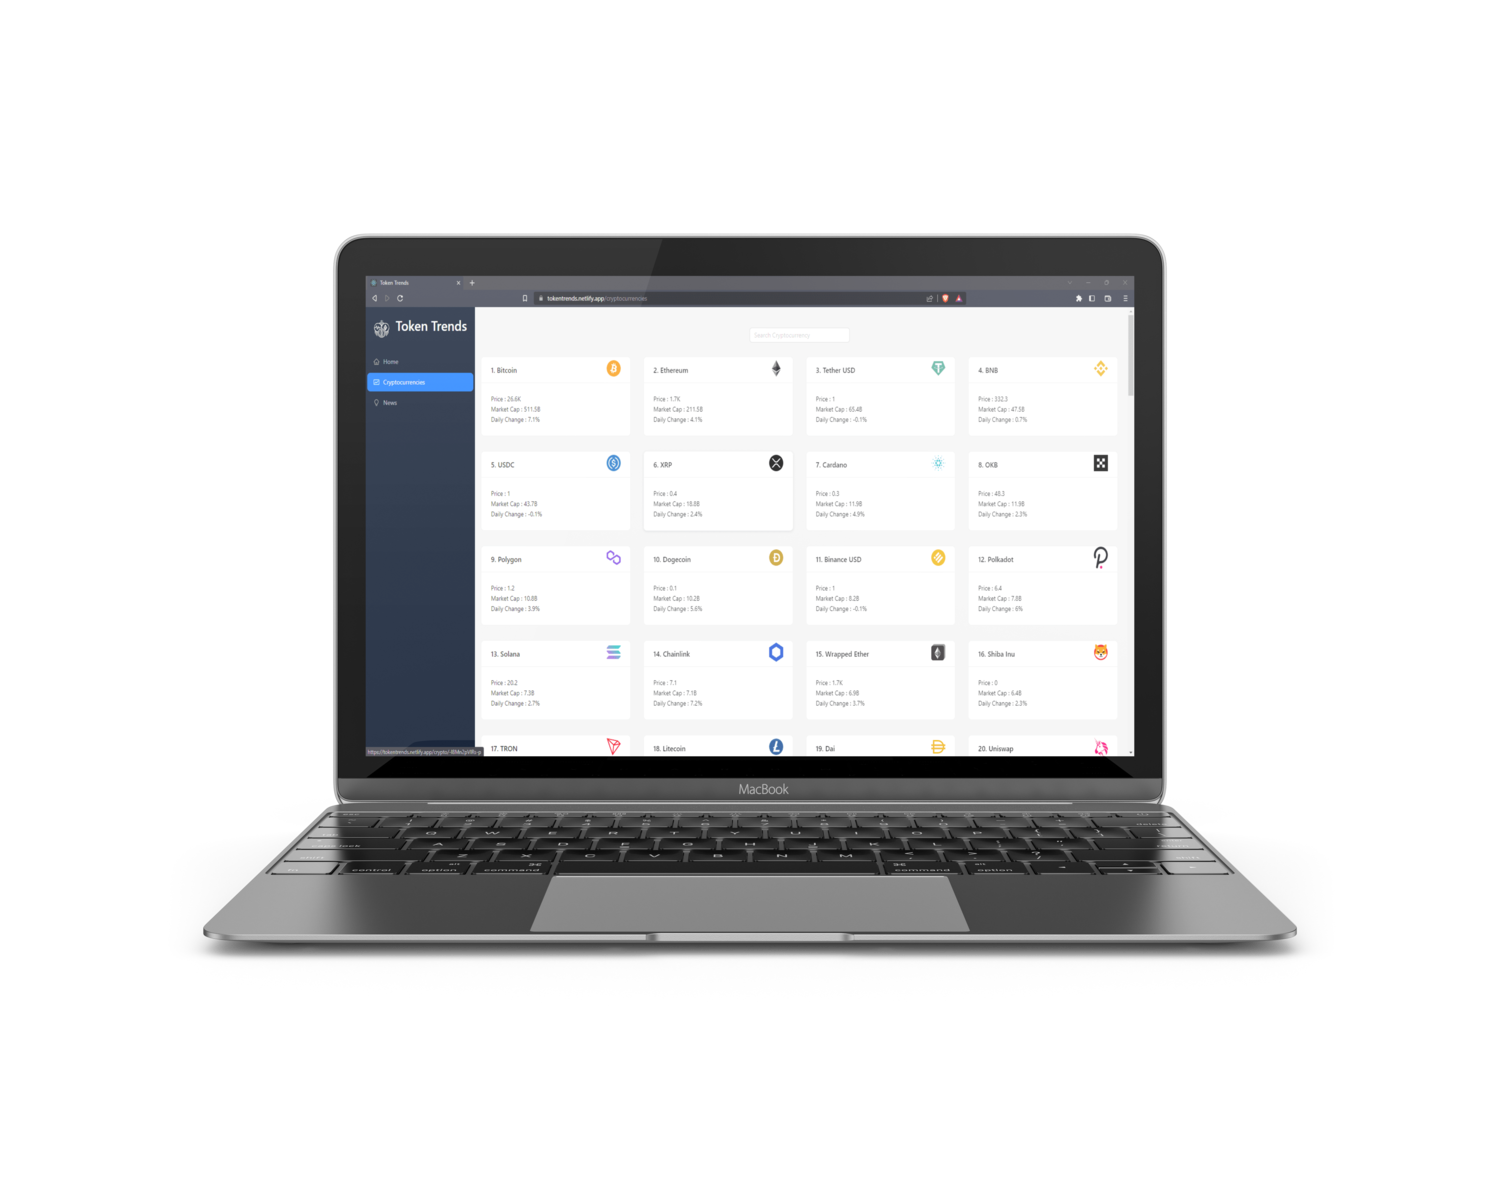 Token Trends
tokentrends.netlify.app/cryptocurrencies
Token Trends
Home
Cryptocurrencies
News
Search Cryptocurrency
1. Bitcoin
Price : 26.6K
Market Cap : 511.5B
Daily Change : 7.1%
2. Ethereum
Price : 1.7K
Market Cap : 211.5B
Daily Change : 4.1%
3. Tether USD
Price : 1
Market Cap : 65.4B
Daily Change : -0.1%
4. BNB
Price : 332.3
Market Cap : 47.5B
Daily Change : 0.7%
5. USDC
Price : 1
Market Cap : 43.7B
Daily Change : -0.1%
6. XRP
Price : 0.4
Market Cap : 18.8B
Daily Change : 2.4%
7. Cardano
Price : 0.3
Market Cap : 11.9B
Daily Change : 4.9%
8. OKB
Price : 48.3
Market Cap : 11.9B
Daily Change : 2.3%
9. Polygon
Price : 1.2
Market Cap : 10.8B
Daily Change : 3.9%
10. Dogecoin
Price : 0.1
Market Cap : 10.2B
Daily Change : 5.6%
11. Binance USD
Price : 1
Market Cap : 8.2B
Daily Change : -0.1%
12. Polkadot
Price : 6.4
Market Cap : 7.8B
Daily Change : 6%
13. Solana
Price : 20.2
Market Cap : 7.3B
Daily Change : 2.7%
14. Chainlink
Price : 7.1
Market Cap : 7.1B
Daily Change : 7.2%
15. Wrapped Ether
Price : 1.7K
Market Cap : 6.9B
Daily Change : 3.7%
16. Shiba Inu
Price : 0
Market Cap : 6.4B
Daily Change : 2.3%
17. TRON
18. Litecoin
19. Dai
20. Uniswap
MacBook
Q W E R T Y U I O P
A S D F G H J K L
Z X C V B N M
control option command command option